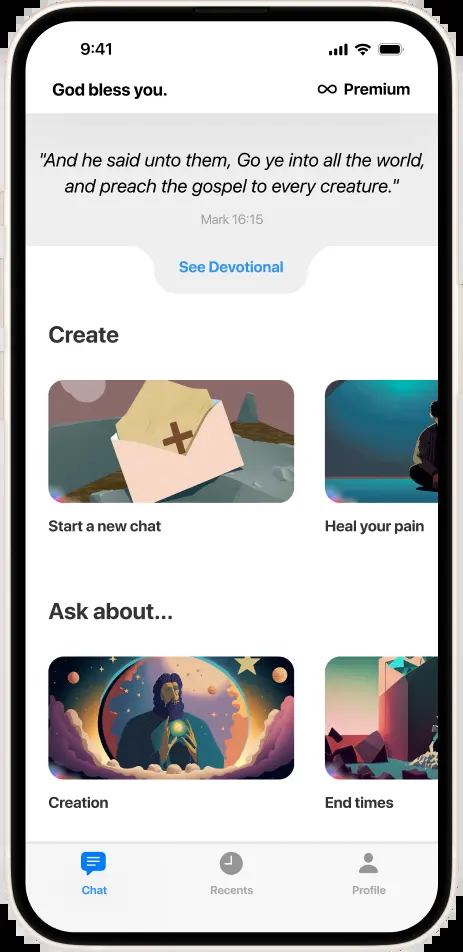 9:41
God bless you.
Premium
"And he said unto them, Go ye into all the world,
and preach the gospel to every creature."
Mark 16:15
See Devotional
Create
Start a new chat
Heal your pain
Ask about...
Creation
End times
Chat
Recents
Profile